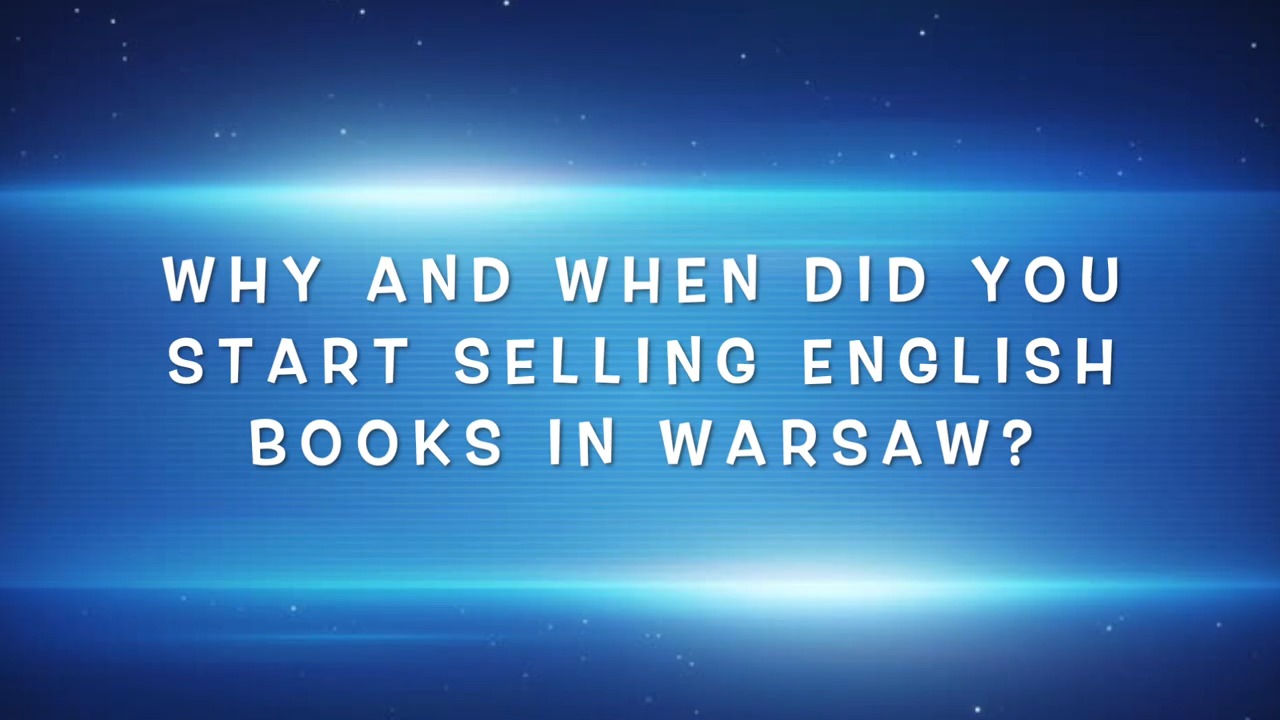 WHY AND WHEN DID YOU
START SELLING ENGLISH
BOOKS IN WARSAW?